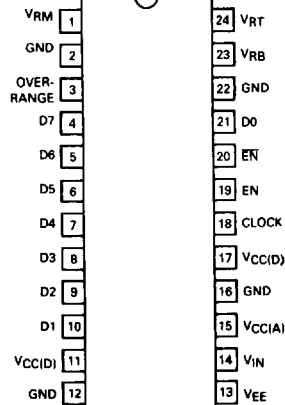 VRM 1
GND 2
OVER-
RANGE 3
D7 4
D6 5
D5 6
D4 7
D3 8
D2 9
D1 10
VCC(D) 11
GND 12
24 VRT
23 VRB
22 GND
21 D0
20 E̅N̅
19 EN
18 CLOCK
17 VCC(D)
16 GND
15 VCC(A)
14 VIN
13 VEE